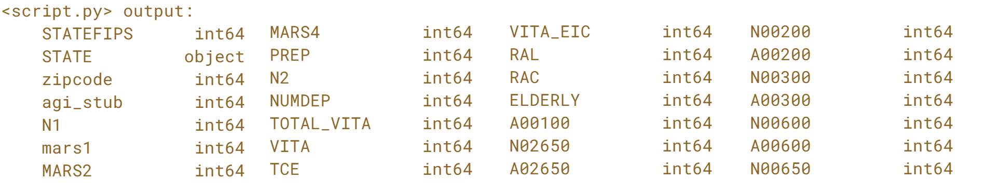 <script.py> output:
STATEFIPS int64 MARS4 int64 VITA_EIC int64 N00200 int64
STATE object PREP int64 RAL int64 A00200 int64
zipcode int64 N2 int64 RAC int64 N00300 int64
agi_stub int64 NUMDEP int64 ELDERLY int64 A00300 int64
N1 int64 TOTAL_VITA int64 A00100 int64 N00600 int64
mars1 int64 VITA int64 N02650 int64 A00600 int64
MARS2 int64 TCE int64 A02650 int64 N00650 int64